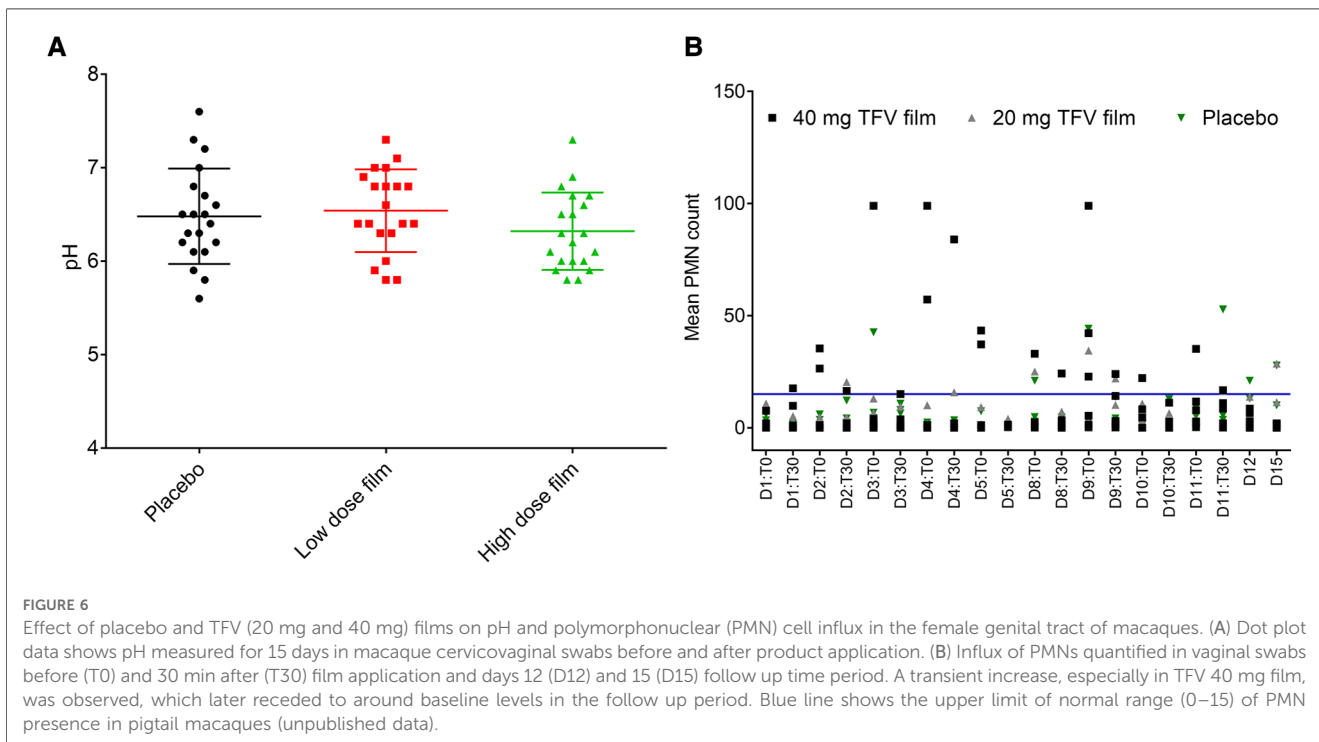 A
8
7
6
5
4
pH
Placebo
Low dose film
High dose film
B
150
100
50
0
Mean PMN count
40 mg TFV film 20 mg TFV film Placebo
D1:T0
D1:T30
D2:T0
D2:T30
D3:T0
D3:T30
D4:T0
D4:T30
D5:T0
D5:T30
D8:T0
D8:T30
D9:T0
D9:T30
D10:T0
D10:T30
D11:T0
D11:T30
D12
D15
FIGURE 6
Effect of placebo and TFV (20 mg and 40 mg) films on pH and polymorphonuclear (PMN) cell influx in the female genital tract of macaques. (A) Dot plot
data shows pH measured for 15 days in macaque cervicovaginal swabs before and after product application. (B) Influx of PMNs quantified in vaginal swabs
before (T0) and 30 min after (T30) film application and days 12 (D12) and 15 (D15) follow up time period. A transient increase, especially in TFV 40 mg film,
was observed, which later receded to around baseline levels in the follow up period. Blue line shows the upper limit of normal range (0–15) of PMN
presence in pigtail macaques (unpublished data).